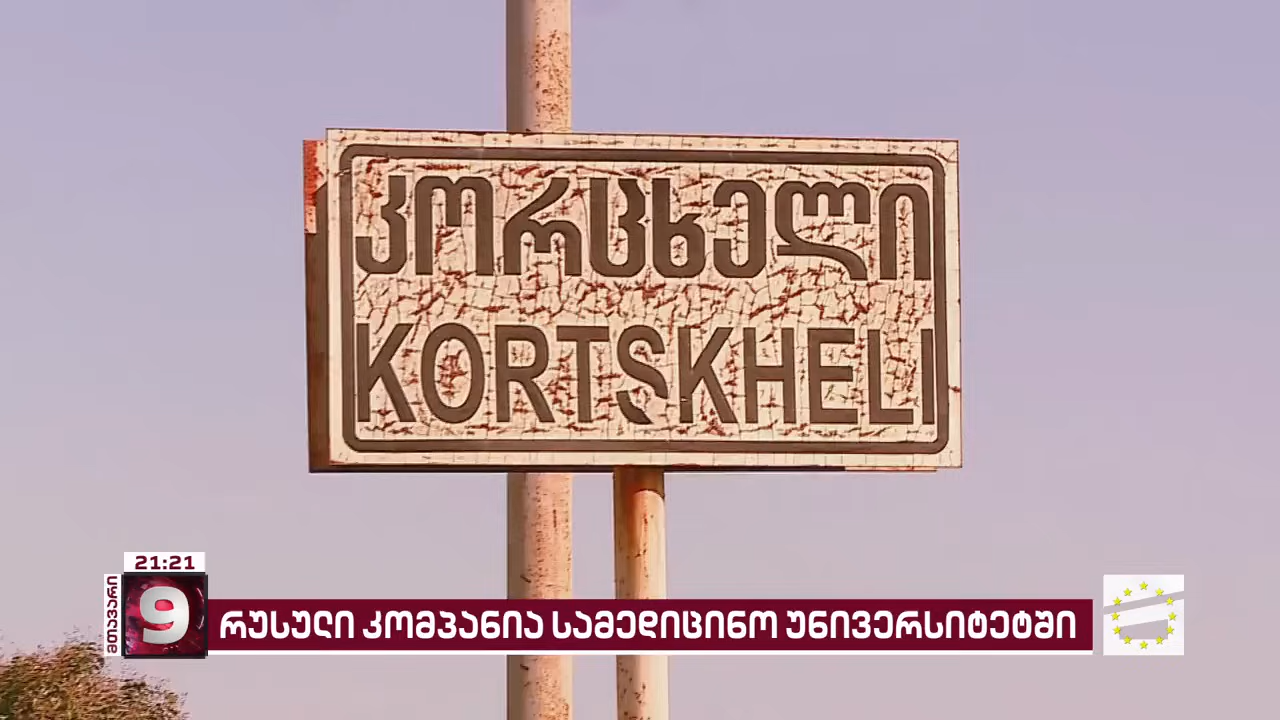 კორცხელი
KORTSKHELI
21:21
მთავარი
9
რუსული კომპანია სამედიცინო უნივერსიტეტში